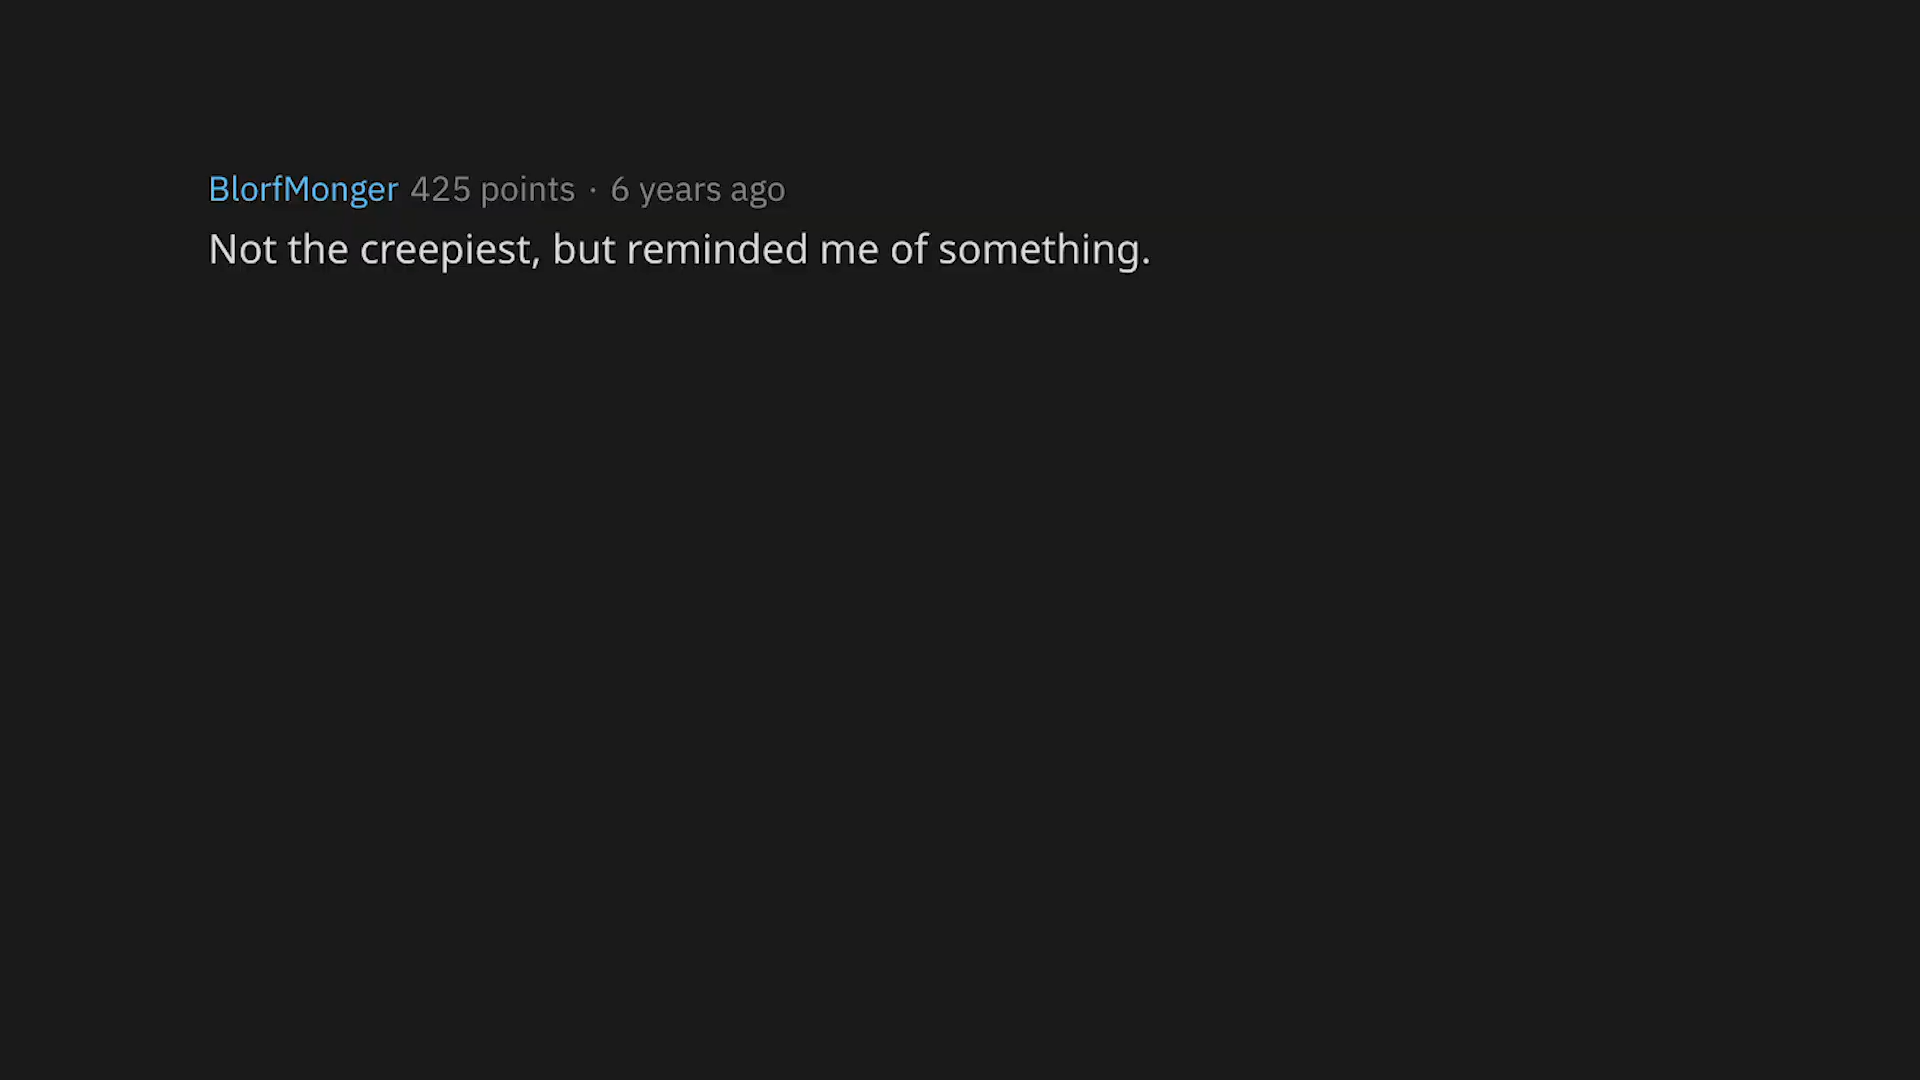 BlorfMonger 425 points · 6 years ago
Not the creepiest, but reminded me of something.